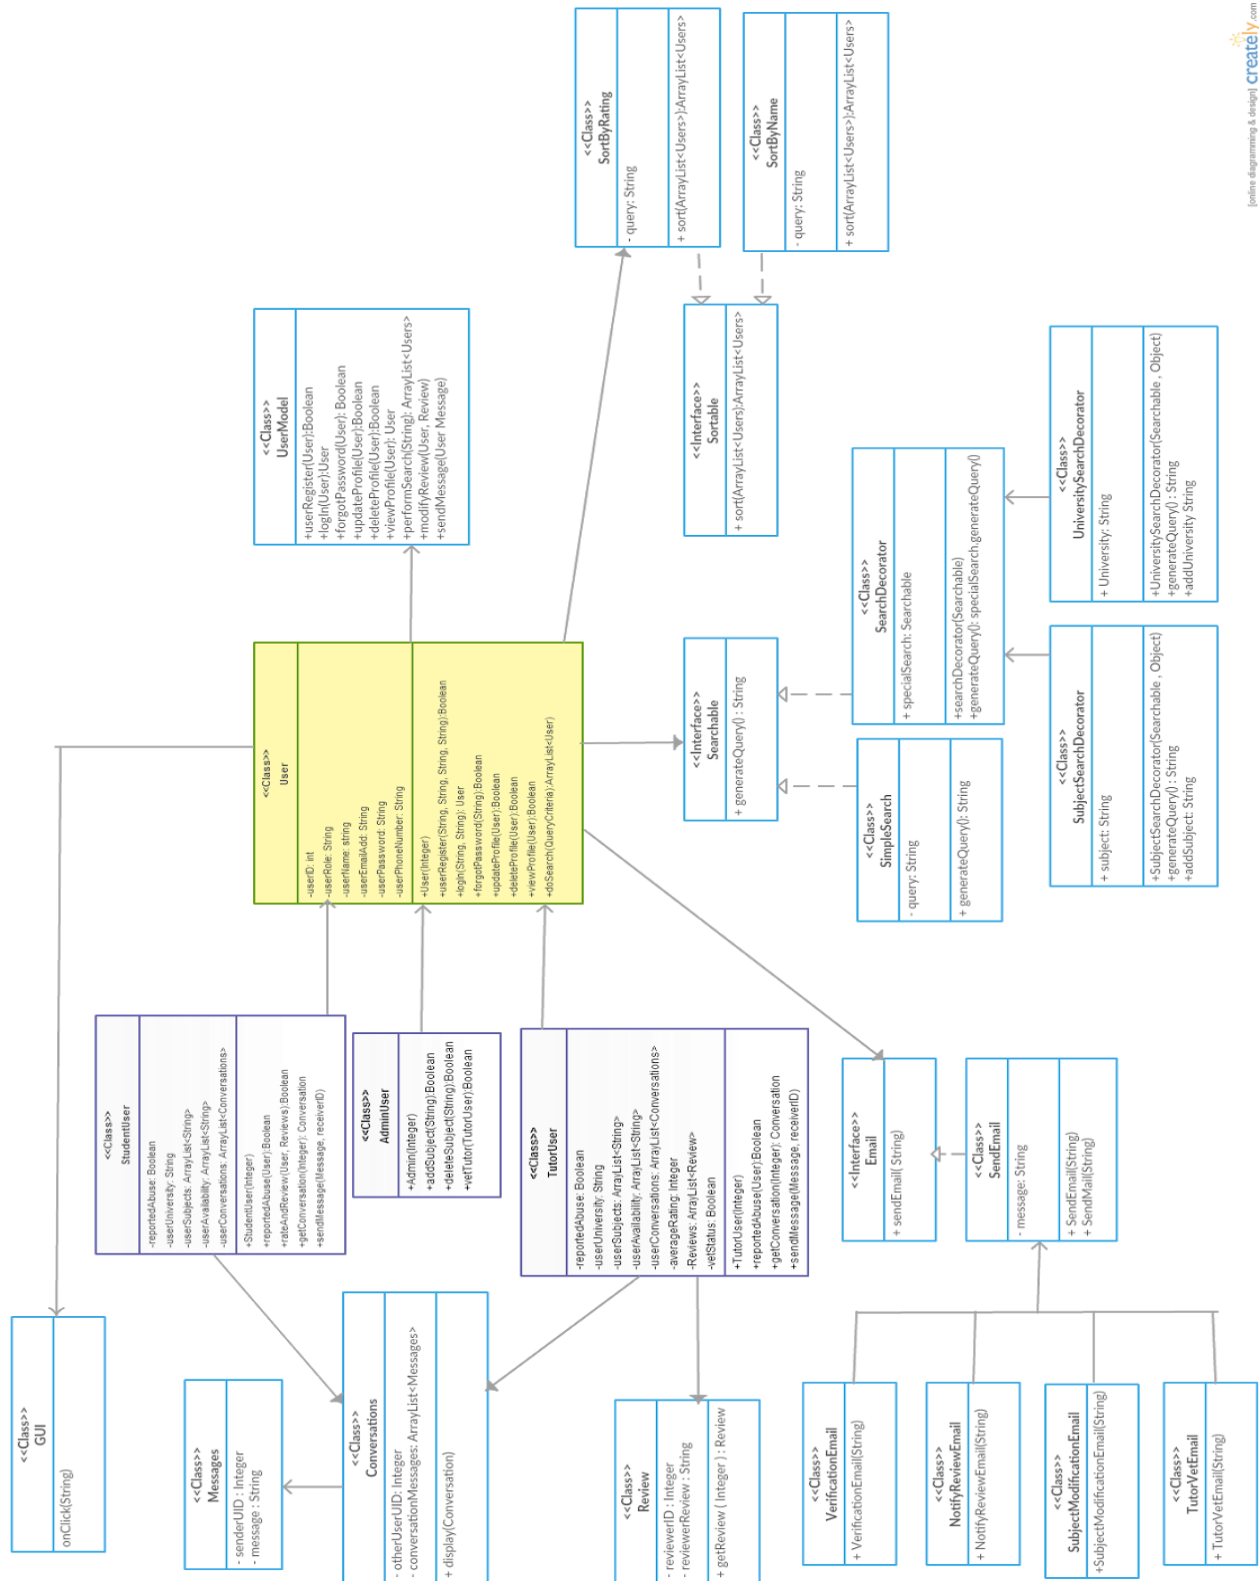 <<Class>>
GUI
onClick(String)
<<Class>>
Messages
- senderUID : Integer
- message : String
<<Class>>
Conversations
- otherUserUID: Integer
- conversationMessages: ArrayList<Messages>
+ display(Conversation)
<<Class>>
Review
- reviewerID : Integer
- reviewerReview : String
+ getReview ( Integer ) : Review
<<Class>>
VerificationEmail
+ VerificationEmail(String)
<<Class>>
NotifyReviewEmail
+ NotifyReviewEmail(String)
<<Class>>
SubjectModificationEmail
+SubjectModificationEmail(String)
<<Class>>
TutorVetEmail
+ TutorVetEmail(String)
<<Class>>
StudentUser
-reportedAbuse: Boolean
-userUniversity: String
-userSubjects: ArrayList<String>
-userAvailability: ArrayList<String>
-userConversations: ArrayList<Conversations>
+StudentUser(Integer)
+reportedAbuse(User):Boolean
+rateAndReview(User, Reviews):Boolean
+getConversation(Integer): Conversation
+sendMessage(Message, receiverID)
<<Class>>
AdminUser
+Admin(Integer)
+addSubject(String):Boolean
+deleteSubject(String):Boolean
+vetTutor(TutorUser):Boolean
<<Class>>
TutorUser
-reportedAbuse: Boolean
-userUniversity: String
-userSubjects: ArrayList<String>
-userAvailability: ArrayList<String>
-userConversations: ArrayList<Conversations>
-averageRating: Integer
-Reviews: ArrayList<Review>
-vetStatus: Boolean
+TutorUser(Integer)
+reportedAbuse(User):Boolean
+getConversation(Integer): Conversation
+sendMessage(Message, receiverID)
<<Interface>>
Email
+ sendEmail( String)
<<Class>>
SendEmail
- message: String
+ SendEmail(String)
+ SendMail(String)
<<Class>>
User
-userID: int
-userRole: String
-userName: string
-userEmailAdd: String
-userPassword: String
-userPhoneNumber: String
+User(Integer)
+userRegister(String, String, String, String):Boolean
+logIn(String, String): User
+forgotPassword(String):Boolean
+updateProfile(User):Boolean
+deleteProfile(User):Boolean
+viewProfile(User):Boolean
+doSearch(QueryCriteria):ArrayList<User>
<<Interface>>
Searchable
+ generateQuery() : String
<<Class>>
SimpleSearch
- query: String
+ generateQuery(): String
<<Class>>
SearchDecorator
+ specialSearch: Searchable
+searchDecorator(Searchable)
+generateQuery(): specialSearch.generateQuery()
<<Class>>
SubjectSearchDecorator
+ subject: String
+SubjectSearchDecorator(Searchable , Object)
+generateQuery() : String
+addSubject: String
<<Class>>
UniversitySearchDecorator
+ University: String
+UniversitySearchDecorator(Searchable , Object)
+generateQuery() : String
+addUniversity String
<<Class>>
UserModel
+userRegister(User):Boolean
+logIn(User):User
+forgotPassword(User): Boolean
+updateProfile(User):Boolean
+deleteProfile(User):Boolean
+viewProfile(User): User
+performSearch(String): ArrayList<Users>
+modifyReview(User, Review)
+sendMessage(User Message)
<<Interface>>
Sortable
+ sort(ArrayList<Users):ArrayList<Users>
<<Class>>
SortByRating
- query: String
+ sort(ArrayList<Users>):ArrayList<Users>
<<Class>>
SortByName
- query: String
+ sort(ArrayList<Users>):ArrayList<Users>
[online diagramming & design] creately.com